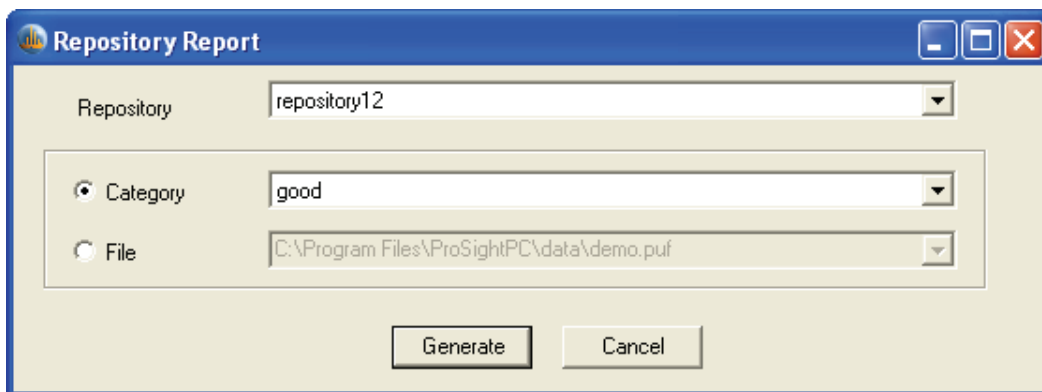 Repository Report
Repository repository12
Category good
File C:\Program Files\ProSightPC\data\demo.puf
Generate Cancel